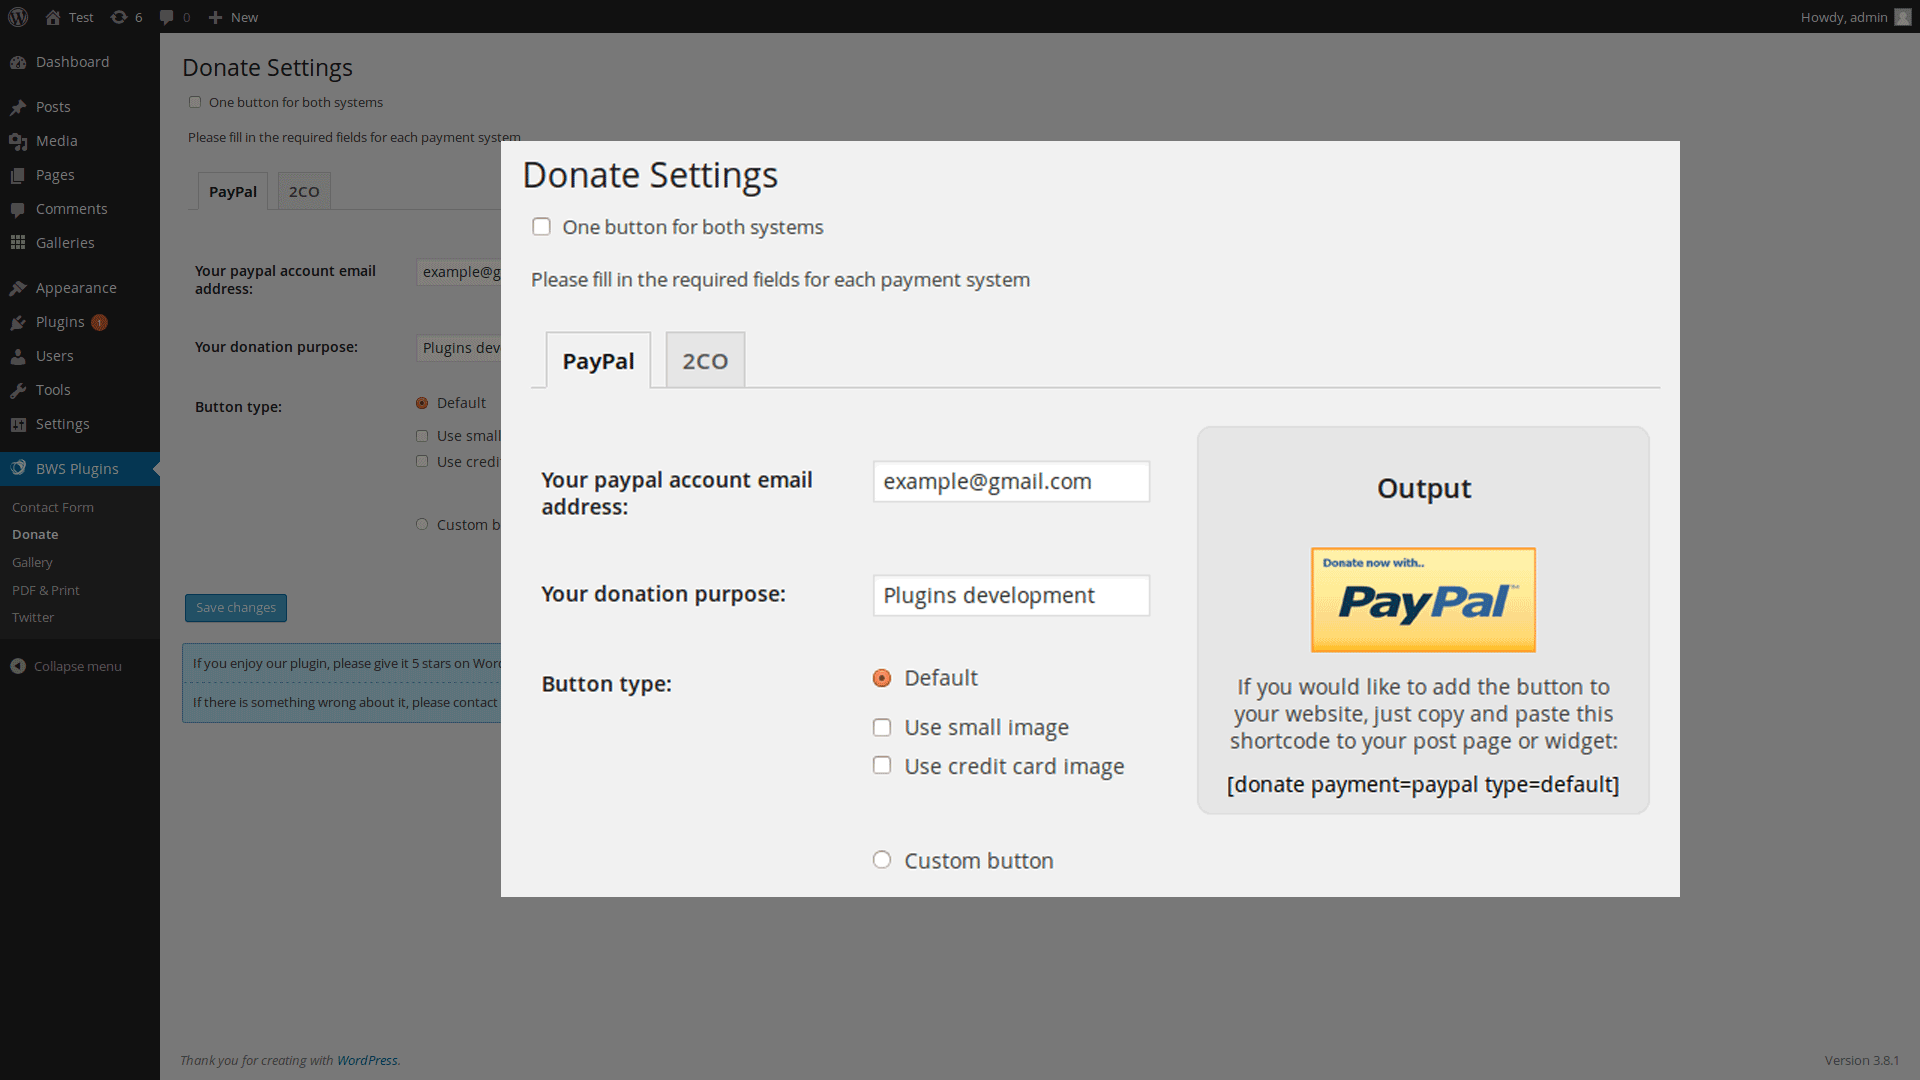 Test
6
0
New
Howdy, admin
Dashboard
Posts
Media
Pages
Comments
Galleries
Appearance
Plugins 1
Users
Tools
Settings
BWS Plugins
Contact Form
Donate
Gallery
PDF & Print
Twitter
Collapse menu
Donate Settings
One button for both systems
Please fill in the required fields for each payment system
PayPal
2CO
Your paypal account email
address:
example@g
Your donation purpose:
Plugins dev
Button type:
Default
Use small
Use credi
Custom b
Save changes
If you enjoy our plugin, please give it 5 stars on Wor
If there is something wrong about it, please contact
Donate Settings
One button for both systems
Please fill in the required fields for each payment system
PayPal
2CO
Your paypal account email
address:
example@gmail.com
Your donation purpose:
Plugins development
Button type:
Default
Use small image
Use credit card image
Custom button
Output
Donate now with..
PayPal™
If you would like to add the button to
your website, just copy and paste this
shortcode to your post page or widget:
[donate payment=paypal type=default]
Thank you for creating with WordPress.
Version 3.8.1